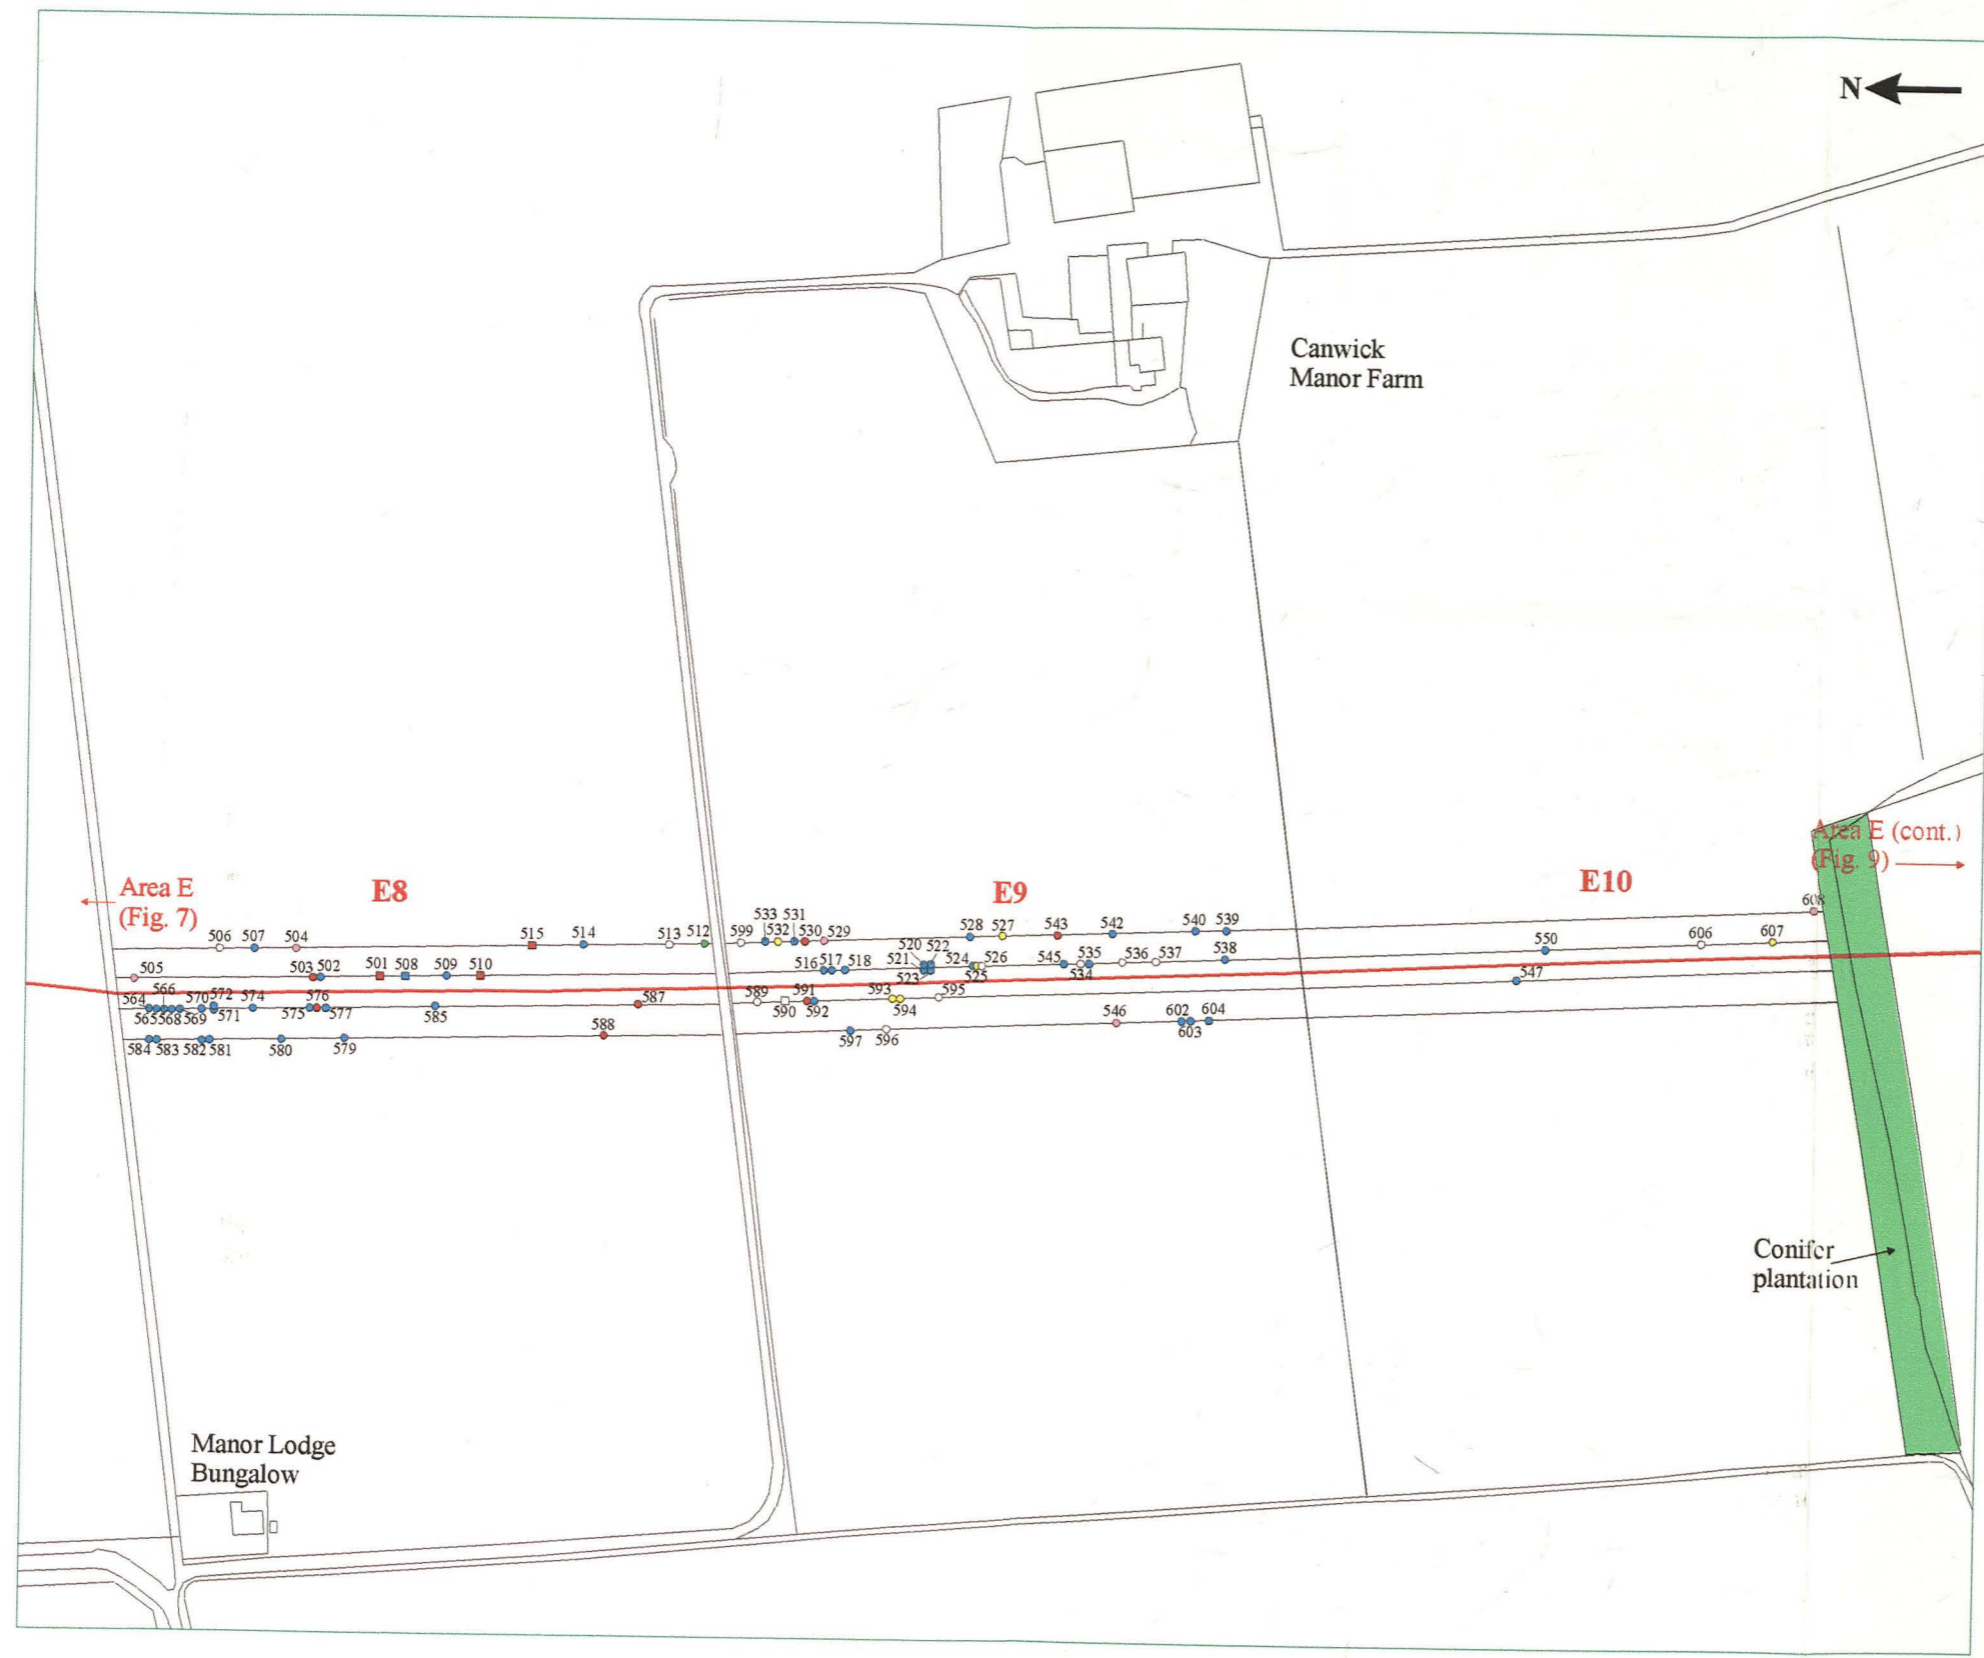 N
Canwick
Manor Farm
Area E (cont.)
(Fig. 9)
Area E
(Fig. 7)
E8
E9
E10
608
533 531
506 507 504 515 514 513 512 599 532 530 529 528 527 543 542 540 539
606 607
550
520 522
505 503 502 501 508 509 510 516 517 518 521 524 526 545 535 536 537 538
523 525 534
547
566
564 570 572 574 576 587 589 591 593 595
565 568 569 571 575 577 585 590 592 594
588 546 602 604
584 583 582 581 580 579 597 596 603
Conifer
plantation
Manor Lodge
Bungalow